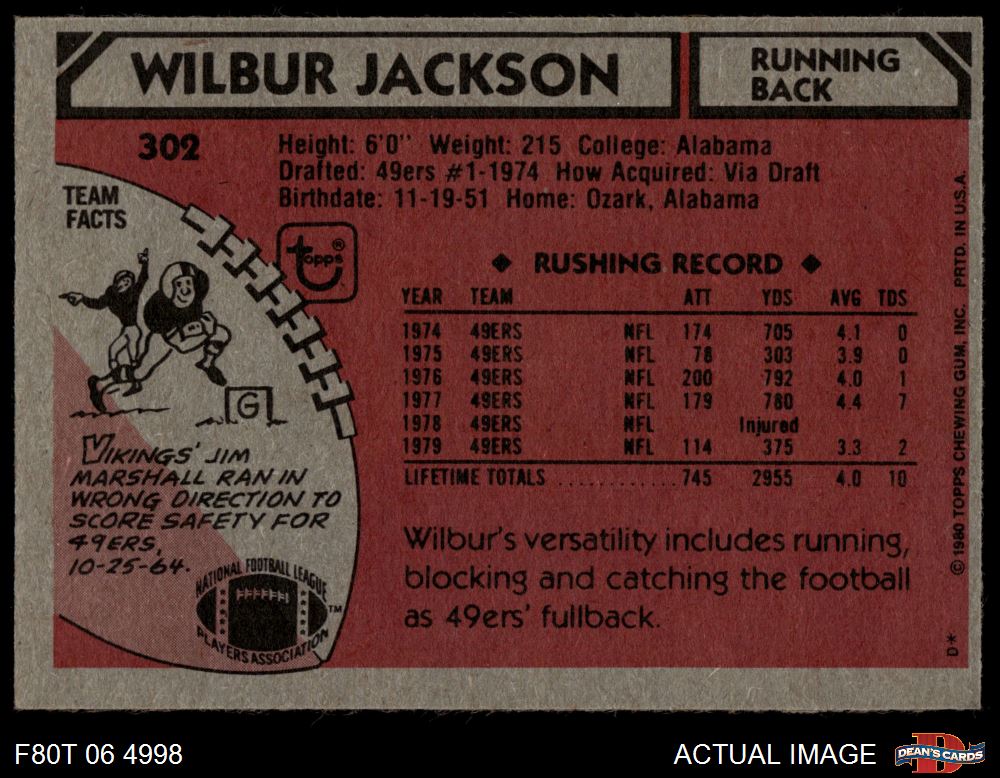 WILBUR JACKSON
RUNNING
BACK
302
Height: 6'0" Weight: 215 College: Alabama
Drafted: 49ers #1-1974 How Acquired: Via Draft
Birthdate: 11-19-51 Home: Ozark, Alabama
TEAM
FACTS
topps®
G
VIKINGS' JIM
MARSHALL RAN IN
WRONG DIRECTION TO
SCORE SAFETY FOR
49ERS,
10-25-64.
NATIONAL FOOTBALL LEAGUE
PLAYERS ASSOCIATION
TM
◆ RUSHING RECORD ◆
YEAR TEAM ATT YDS AVG TDS
1974 49ERS NFL 174 705 4.1 0
1975 49ERS NFL 78 303 3.9 0
1976 49ERS NFL 200 792 4.0 1
1977 49ERS NFL 179 780 4.4 7
1978 49ERS NFL Injured
1979 49ERS NFL 114 375 3.3 2
LIFETIME TOTALS ............ 745 2955 4.0 10
Wilbur's versatility includes running,
blocking and catching the football
as 49ers' fullback.
© 1980 TOPPS CHEWING GUM, INC. PRTD. IN U.S.A.
D*
F80T 06 4998
ACTUAL IMAGE
DEAN'S CARDS